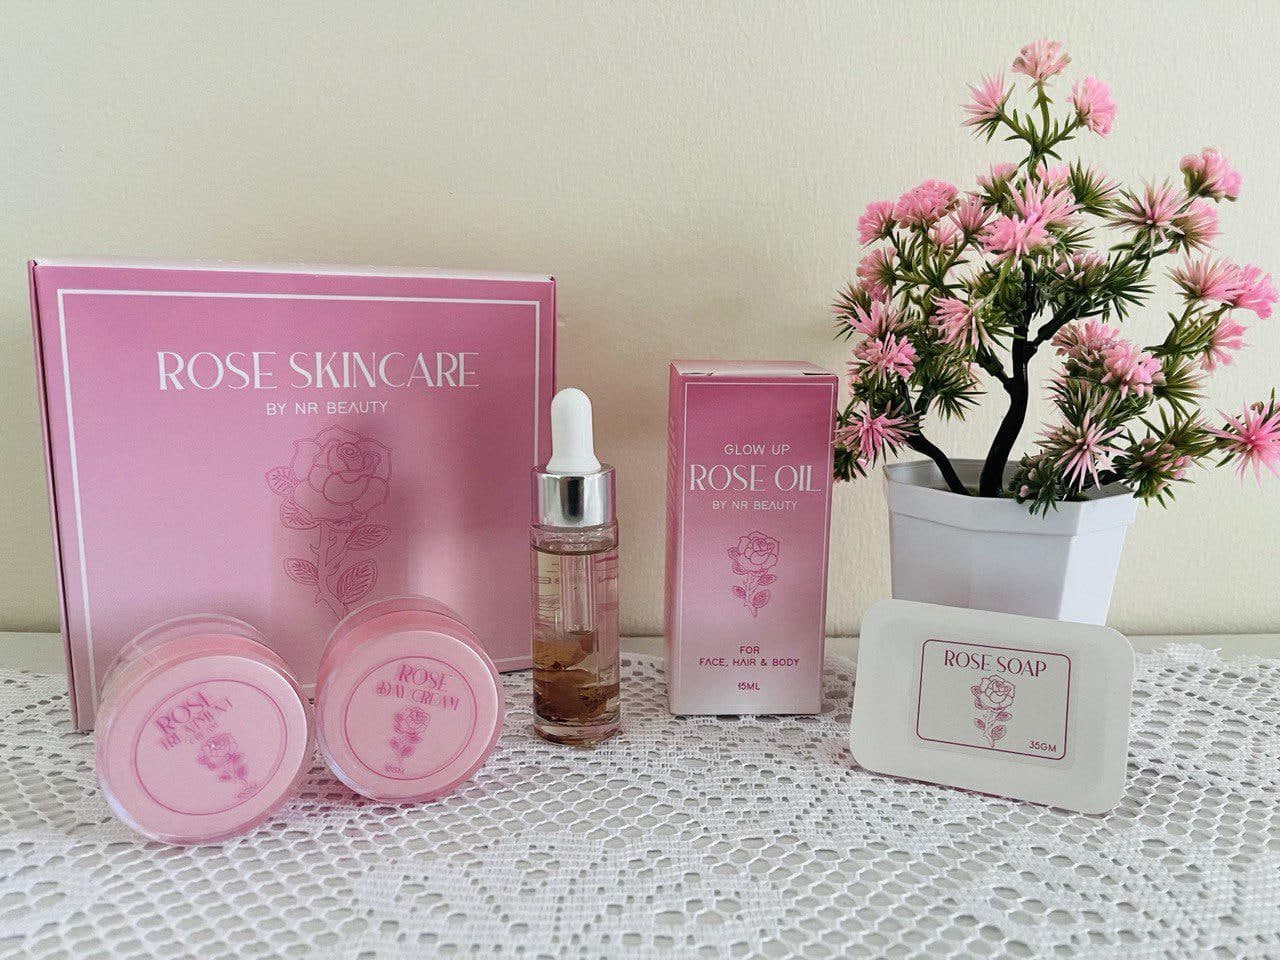 ROSE SKINCARE
BY NR BEAUTY
ROSE
TREATMENT
ROSE
DAY CREAM
GLOW UP
ROSE OIL
BY NR BEAUTY
FOR
FACE, HAIR & BODY
15ML
ROSE SOAP
35GM